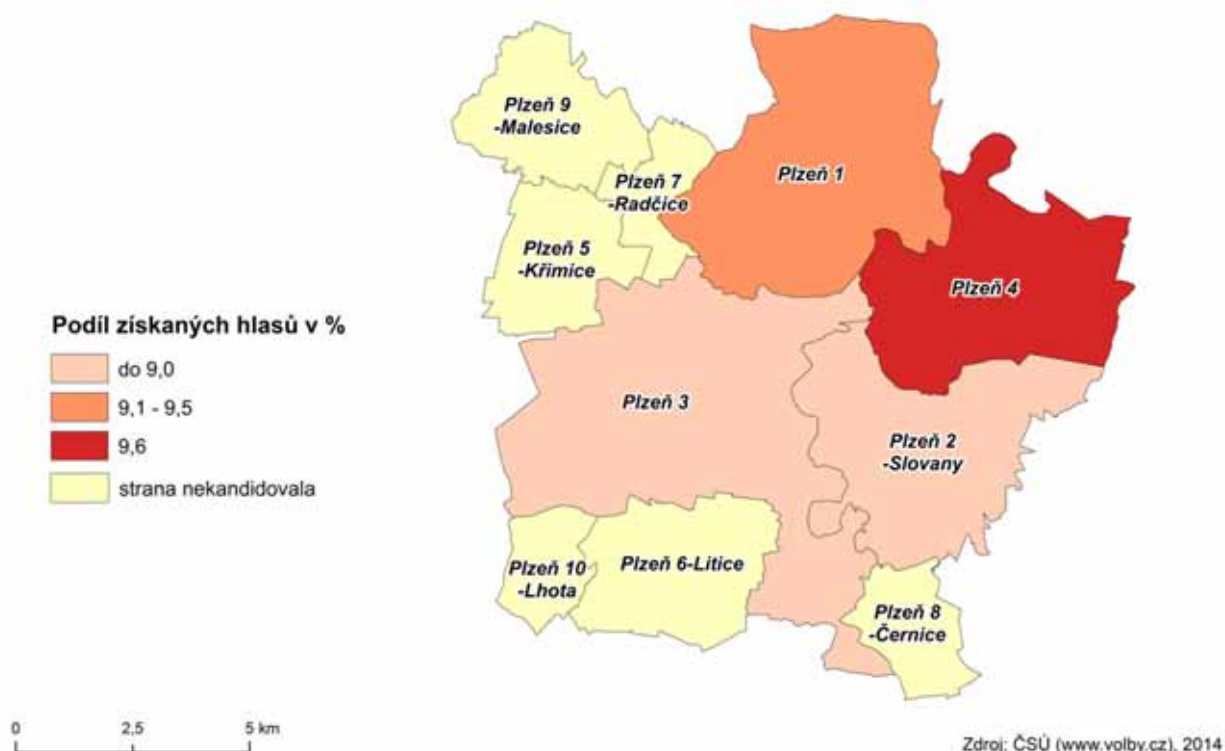 Plzeň 9
-Malesice
Plzeň 7
-Radčice
Plzeň 1
Plzeň 5
-Křimice
Plzeň 4
Podíl získaných hlasů v %
do 9,0
9,1 - 9,5
9,6
strana nekandidovala
Plzeň 3
Plzeň 2
-Slovany
Plzeň 10
-Lhota
Plzeň 6-Litice
Plzeň 8
-Černice
0 2,5 5 km
Zdroj: ČSÚ (www.volby.cz), 2014